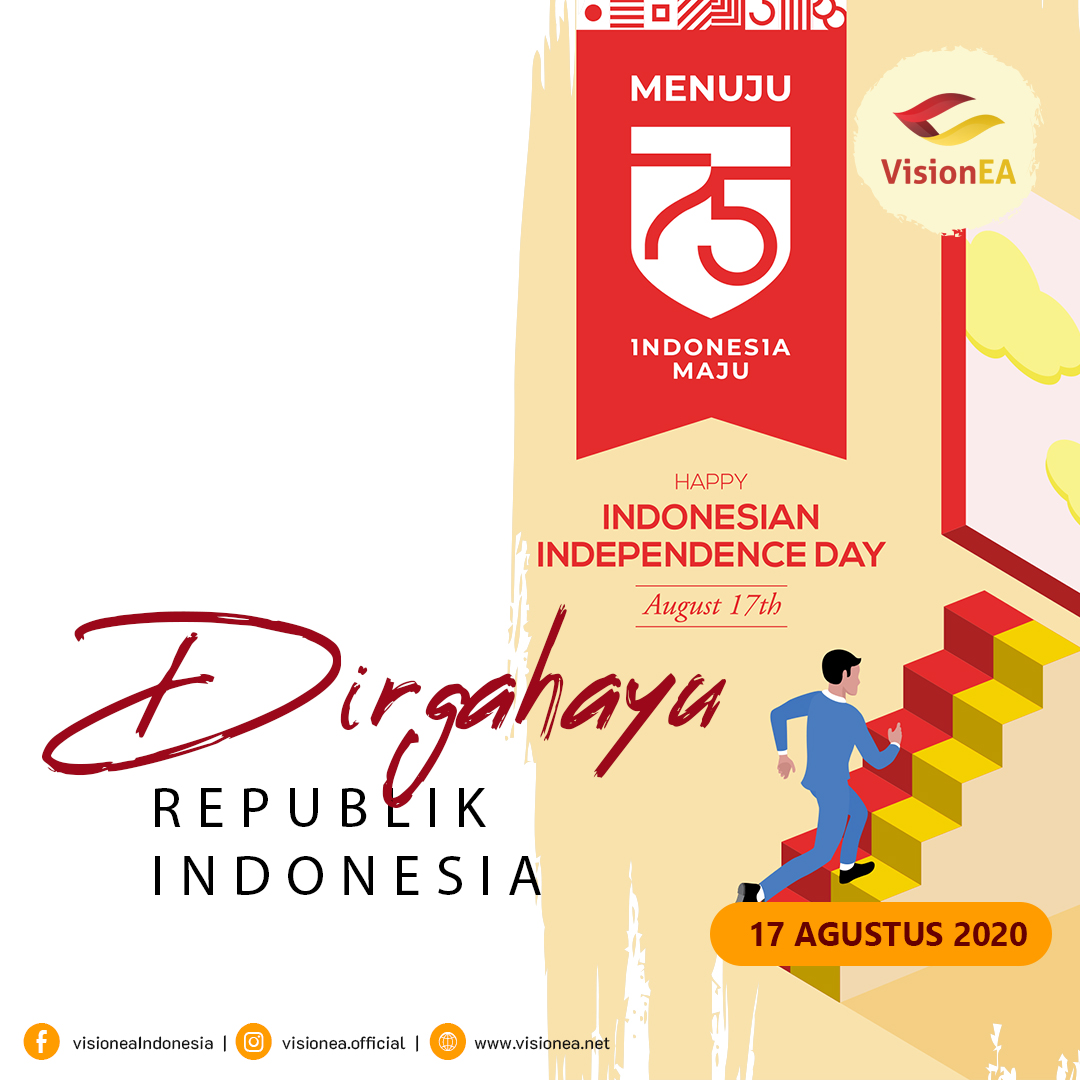 MENUJU
75
INDONESIA
MAJU
VisionEA
HAPPY
INDONESIAN
INDEPENDENCE DAY
August 17th
Dirgahayu
REPUBLIK
INDONESIA
17 AGUSTUS 2020
visioneaIndonesia | visionea.official | www.visionea.net